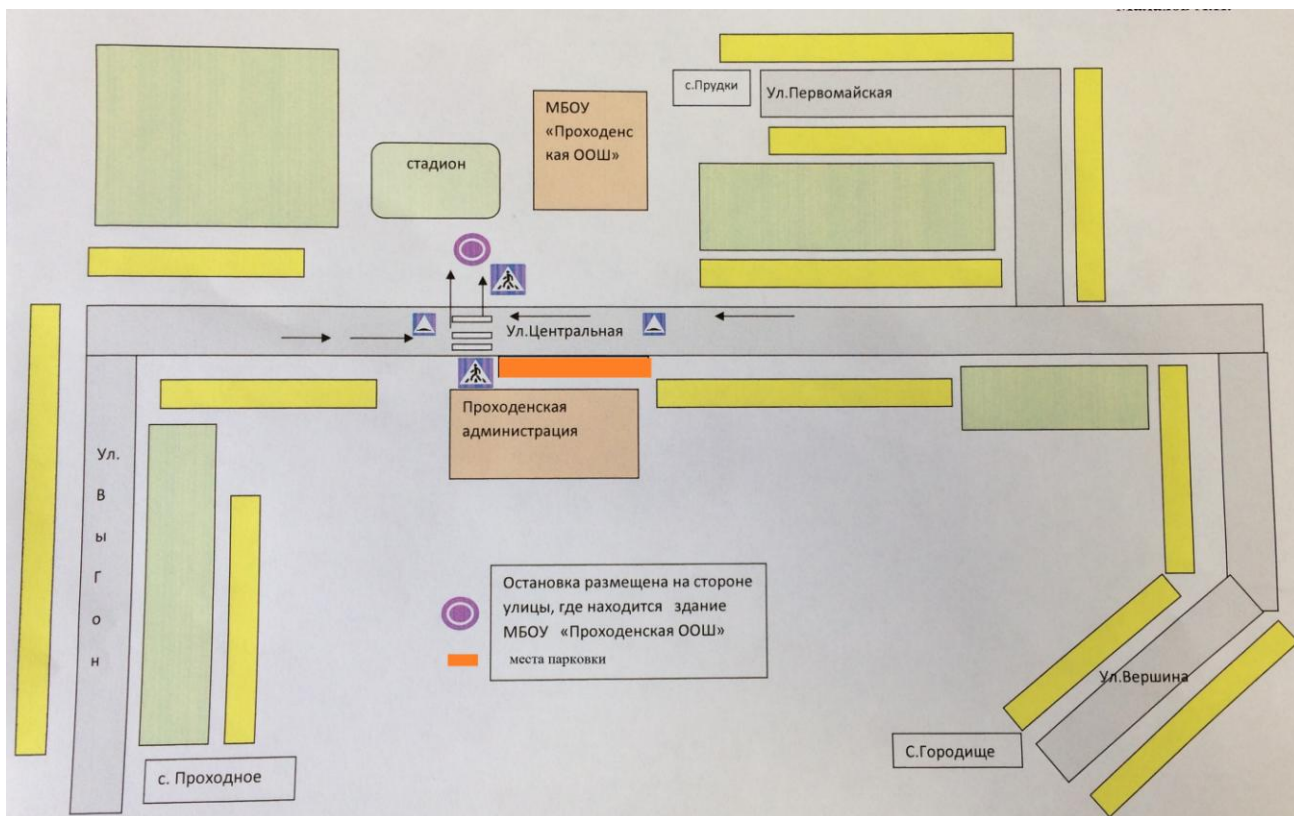 с.Прудки
Ул.Первомайская
МБОУ
«Проходенс
кая ООШ»
стадион
Ул.Центральная
Проходенская
администрация
Ул.
В
ы
Г
о
н
Остановка размещена на стороне
улицы, где находится здание
МБОУ «Проходенская ООШ»
места парковки
Ул.Вершина
С.Городище
с. Проходное